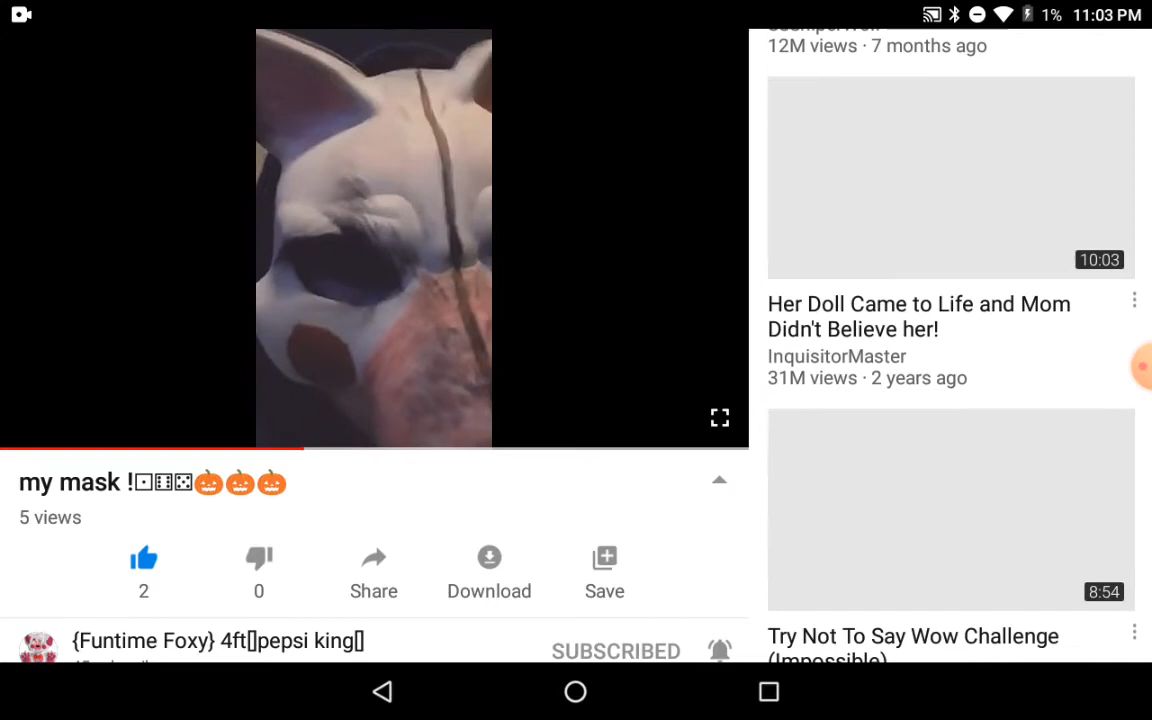 1% 11:03 PM
12M views · 7 months ago
10:03
Her Doll Came to Life and Mom
Didn't Believe her!
InquisitorMaster
31M views · 2 years ago
8:54
Try Not To Say Wow Challenge
(Impossible)
my mask !⚀⚅⚄🎃🎃🎃
5 views
2
0
Share
Download
Save
{Funtime Foxy} 4ft[]pepsi king[]
SUBSCRIBED